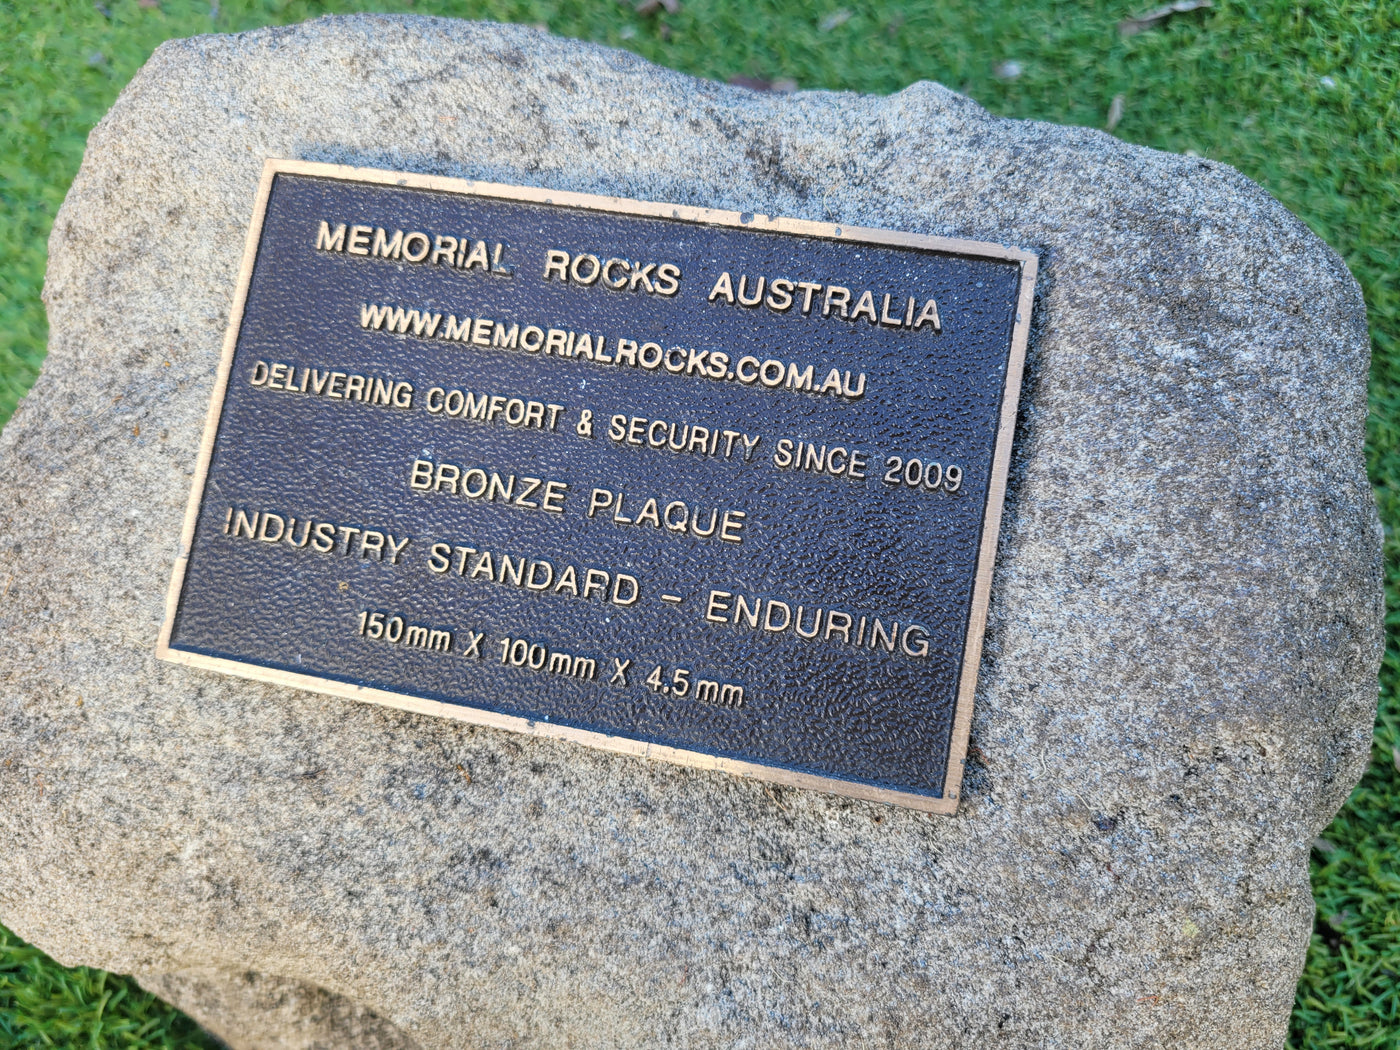 MEMORIAL ROCKS AUSTRALIA
WWW.MEMORIALROCKS.COM.AU
DELIVERING COMFORT & SECURITY SINCE 2009
BRONZE PLAQUE
INDUSTRY STANDARD - ENDURING
150mm X 100mm X 4.5mm